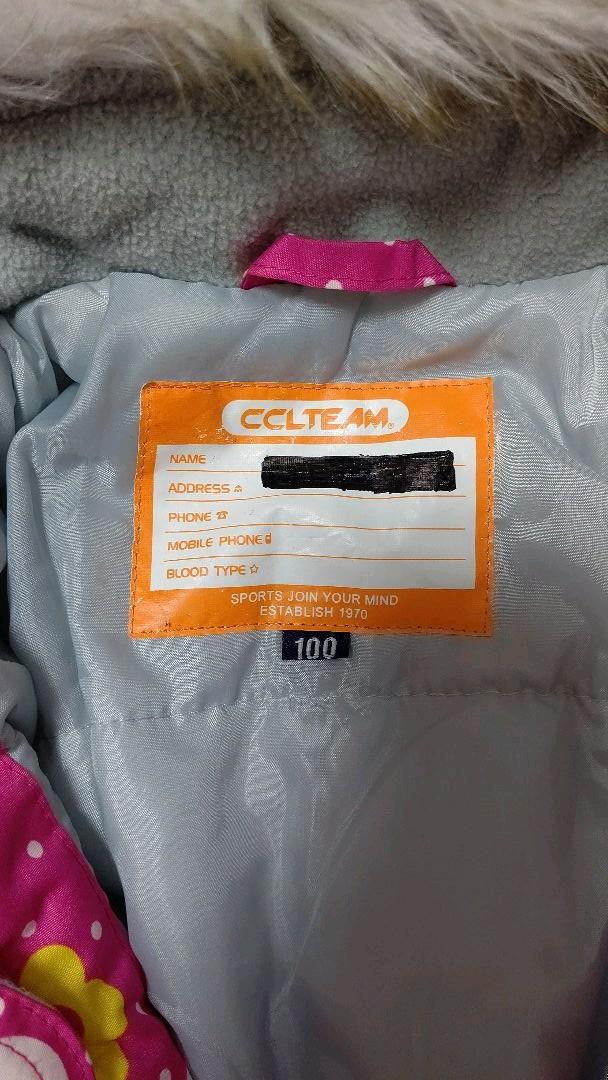 CCLTEAM®
NAME
ADDRESS
PHONE ☎
MOBILE PHONE
BLOOD TYPE ☆
SPORTS JOIN YOUR MIND
ESTABLISH 1970
100